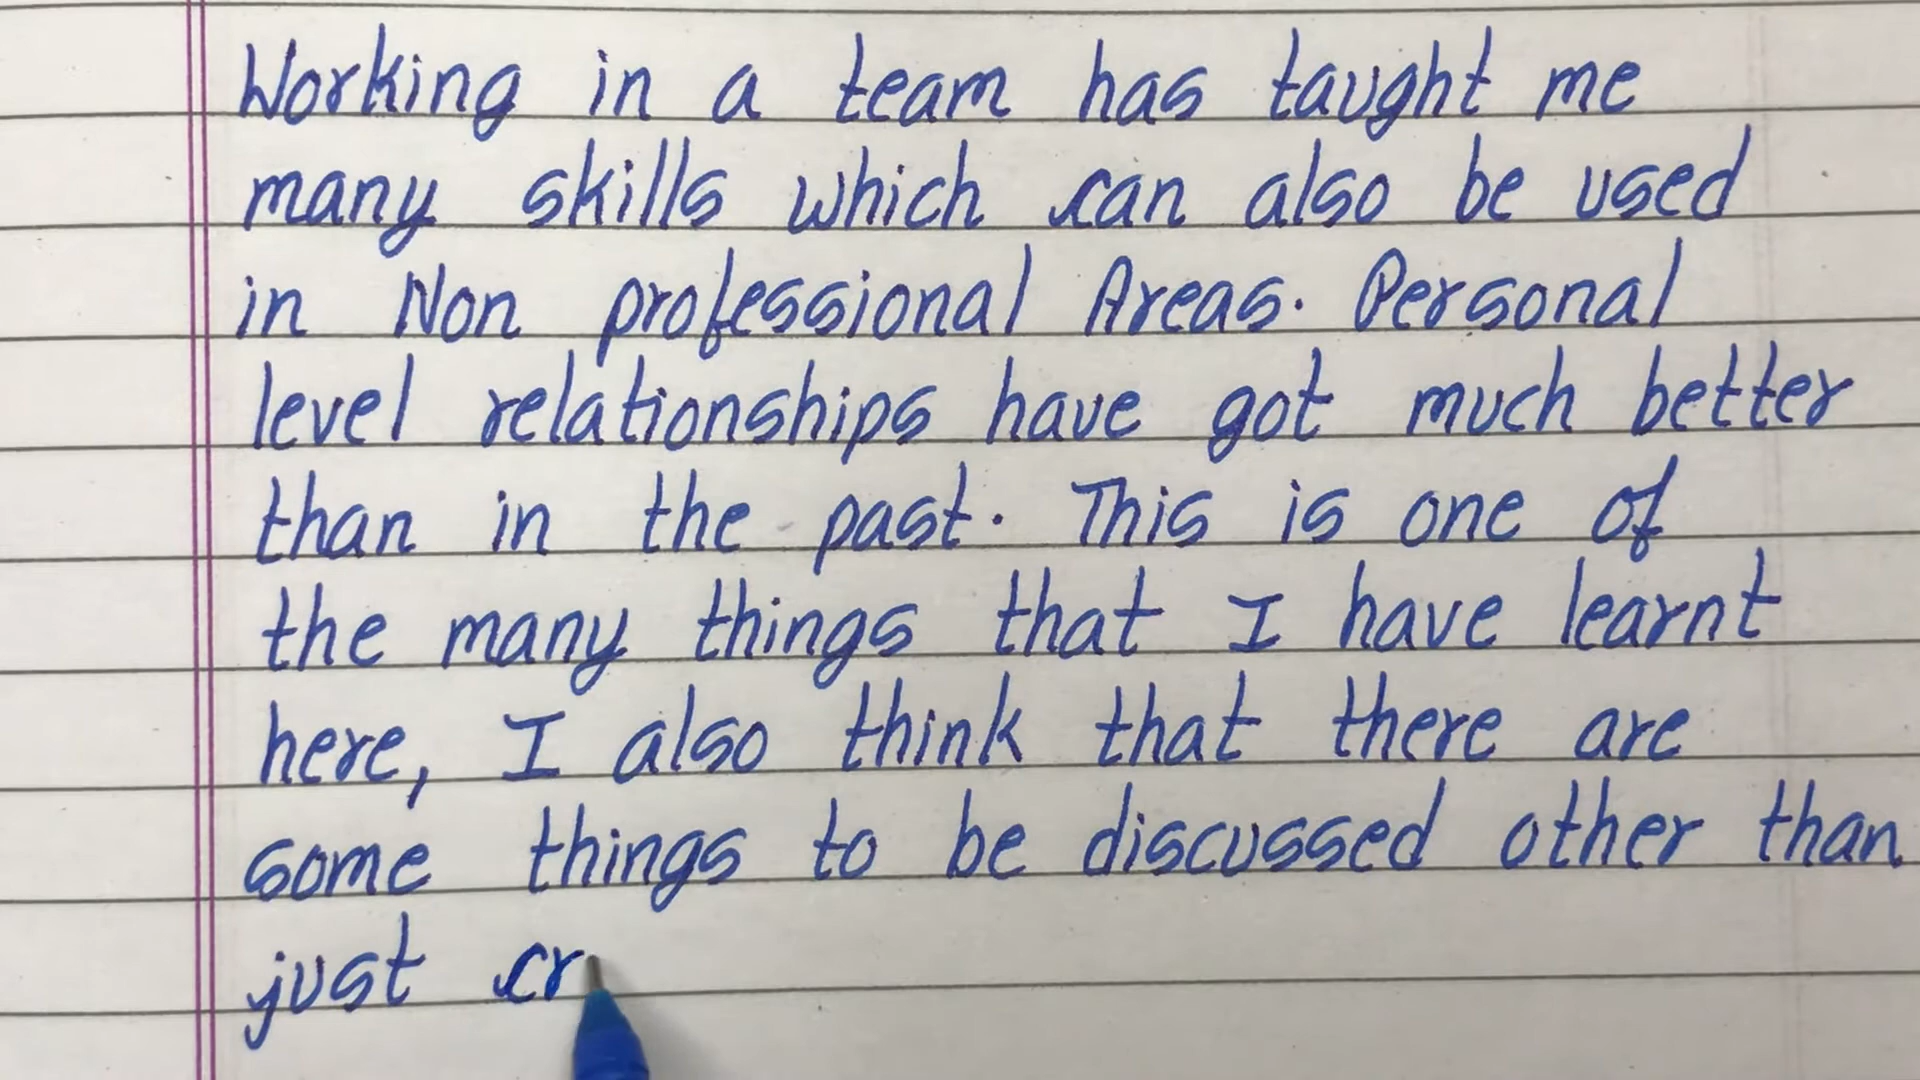 Working in a team has taught me
many skills which can also be used
in Non professional Areas. Personal
level relationships have got much better
than in the past. This is one of
the many things that I have learnt
here, I also think that there are
some things to be discussed other than
just cr